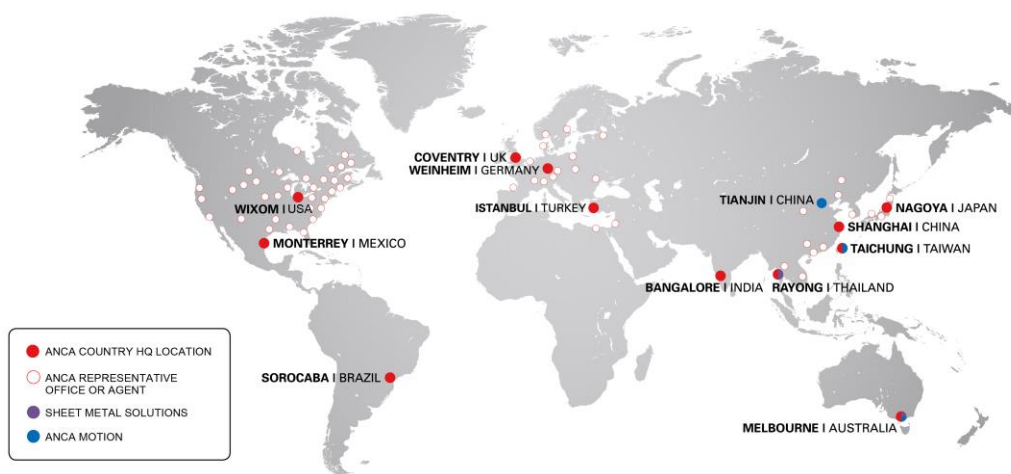 COVENTRY | UK
WEINHEIM | GERMANY
WIXOM | USA
ISTANBUL | TURKEY
TIANJIN | CHINA
NAGOYA | JAPAN
SHANGHAI | CHINA
MONTERREY | MEXICO
TAICHUNG | TAIWAN
BANGALORE | INDIA
RAYONG | THAILAND
SOROCABA | BRAZIL
MELBOURNE | AUSTRALIA
ANCA COUNTRY HQ LOCATION
ANCA REPRESENTATIVE
OFFICE OR AGENT
SHEET METAL SOLUTIONS
ANCA MOTION